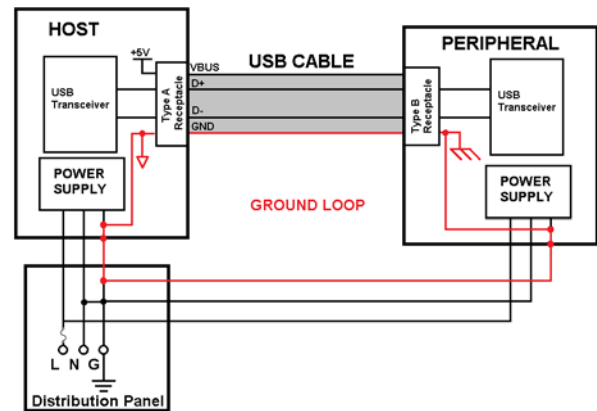 HOST
+5V
USB
Transceiver
Type A
Receptacle
POWER
SUPPLY
VBUS
USB CABLE
D+
D-
GND
GROUND LOOP
PERIPHERAL
Type B
Receptacle
USB
Transceiver
POWER
SUPPLY
L N G
Distribution Panel